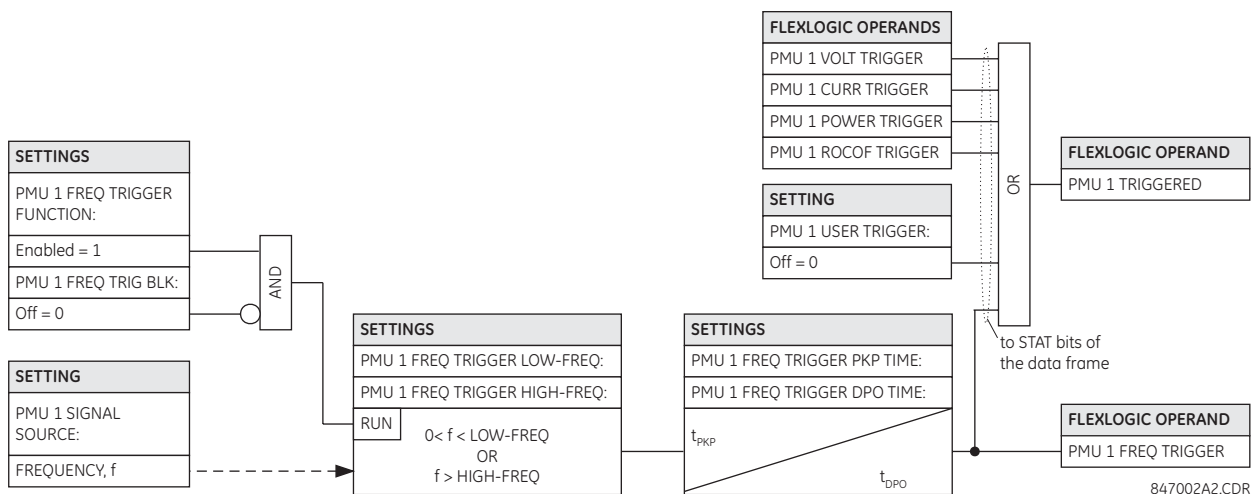 FLEXLOGIC OPERANDS
PMU 1 VOLT TRIGGER
PMU 1 CURR TRIGGER
PMU 1 POWER TRIGGER
PMU 1 ROCOF TRIGGER
SETTING
PMU 1 USER TRIGGER:
Off = 0
OR
to STAT bits of
the data frame
FLEXLOGIC OPERAND
PMU 1 TRIGGERED
SETTINGS
PMU 1 FREQ TRIGGER
FUNCTION:
Enabled = 1
PMU 1 FREQ TRIG BLK:
Off = 0
AND
SETTING
PMU 1 SIGNAL
SOURCE:
FREQUENCY, f
SETTINGS
PMU 1 FREQ TRIGGER LOW-FREQ:
PMU 1 FREQ TRIGGER HIGH-FREQ:
RUN
0< f < LOW-FREQ
OR
f > HIGH-FREQ
SETTINGS
PMU 1 FREQ TRIGGER PKP TIME:
PMU 1 FREQ TRIGGER DPO TIME:
tPKP
tDPO
FLEXLOGIC OPERAND
PMU 1 FREQ TRIGGER
847002A2.CDR